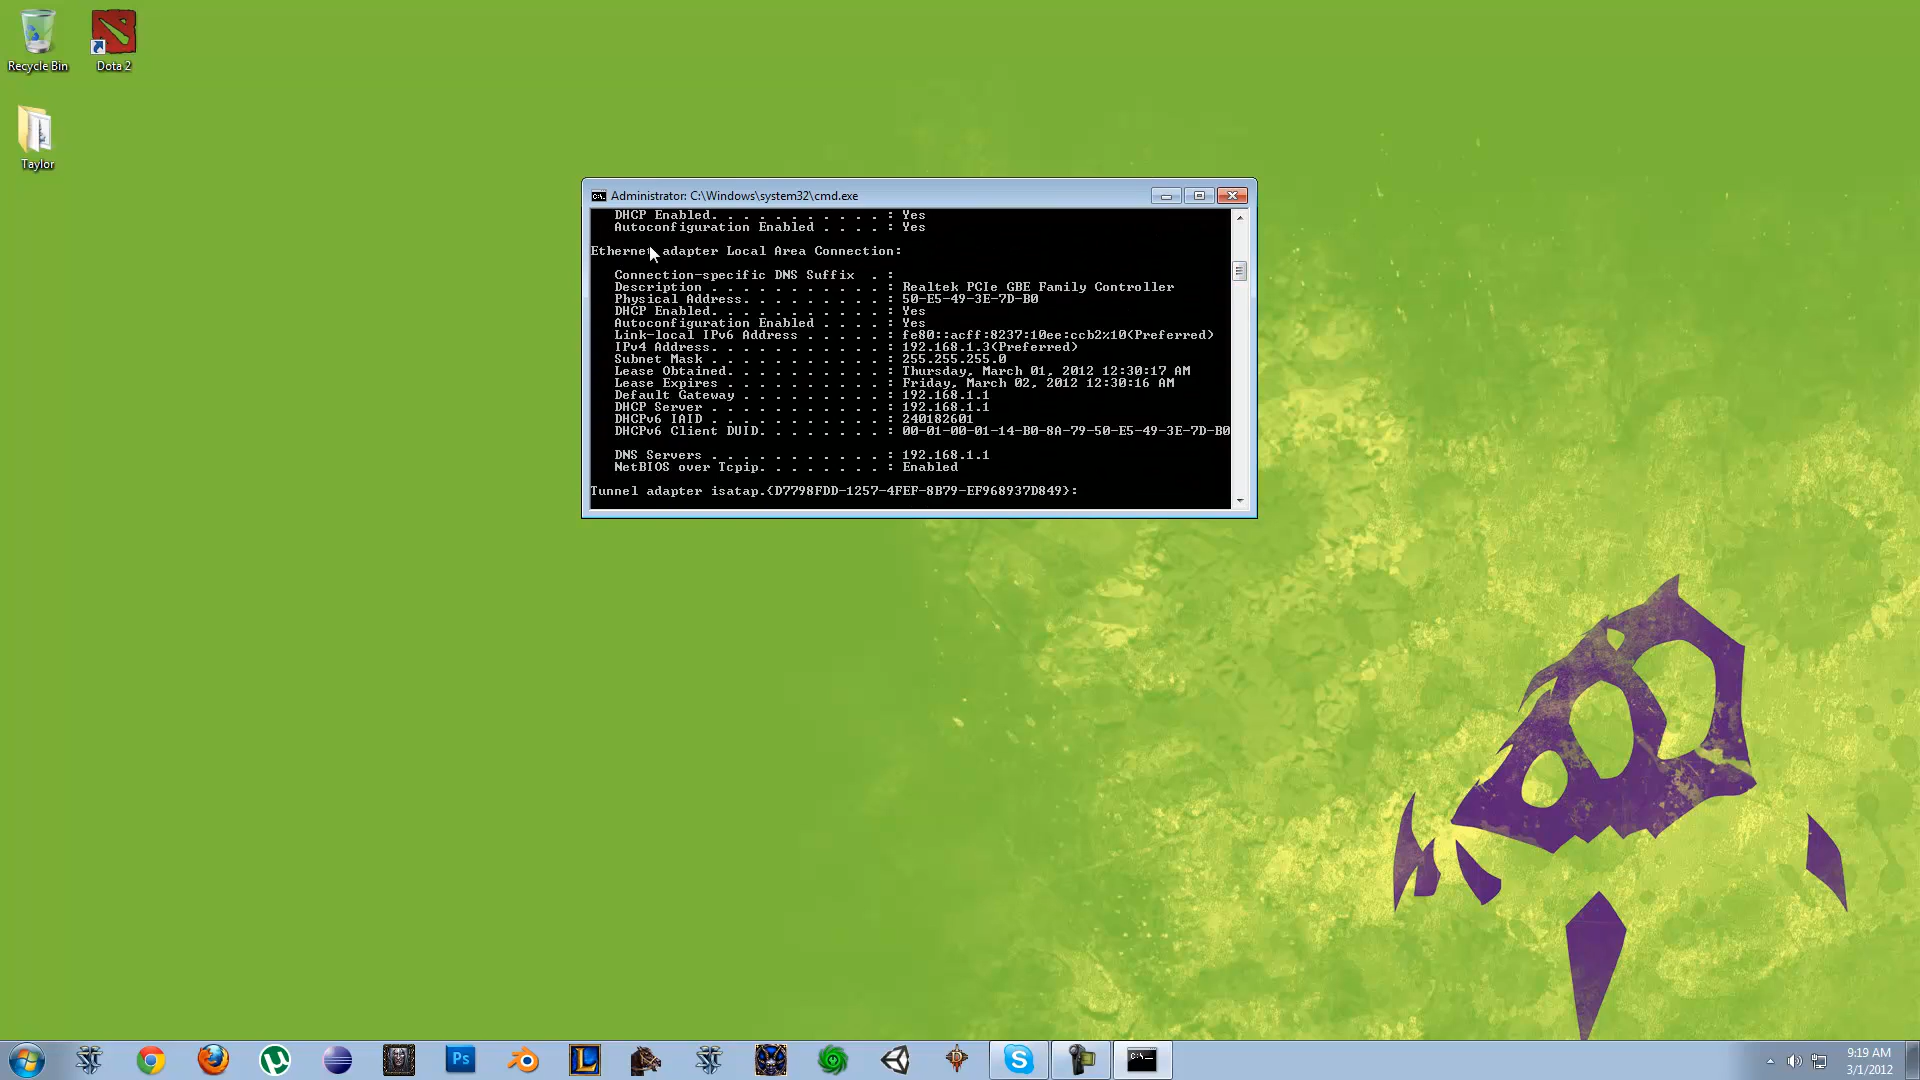 Recycle Bin
Dota 2
Taylor
Administrator: C:\Windows\system32\cmd.exe
DHCP Enabled. . . . . . . . . . . : Yes
Autoconfiguration Enabled . . . . : Yes
Ethernet adapter Local Area Connection:
Connection-specific DNS Suffix . :
Description . . . . . . . . . . . : Realtek PCIe GBE Family Controller
Physical Address. . . . . . . . . : 50-E5-49-3E-7D-B0
DHCP Enabled. . . . . . . . . . . : Yes
Autoconfiguration Enabled . . . . : Yes
Link-local IPv6 Address . . . . . : fe80::acff:8237:10ee:ccb2%10(Preferred)
IPv4 Address. . . . . . . . . . . : 192.168.1.3(Preferred)
Subnet Mask . . . . . . . . . . . : 255.255.255.0
Lease Obtained. . . . . . . . . . : Thursday, March 01, 2012 12:30:17 AM
Lease Expires . . . . . . . . . . : Friday, March 02, 2012 12:30:16 AM
Default Gateway . . . . . . . . . : 192.168.1.1
DHCP Server . . . . . . . . . . . : 192.168.1.1
DHCPv6 IAID . . . . . . . . . . . : 240182601
DHCPv6 Client DUID. . . . . . . . : 00-01-00-01-14-B0-8A-79-50-E5-49-3E-7D-B0
DNS Servers . . . . . . . . . . . : 192.168.1.1
NetBIOS over Tcpip. . . . . . . . : Enabled
Tunnel adapter isatap.{D7798FDD-1257-4FEF-8B79-EF968937D849}:
Ps
L
D
S
C:\_
9:19 AM
3/1/2012